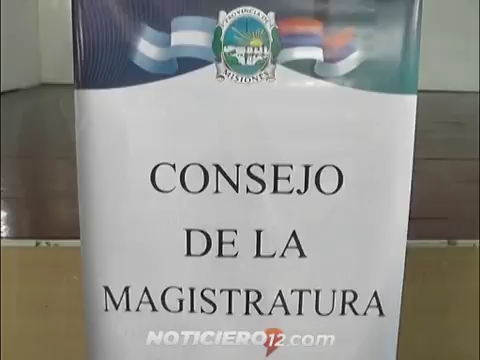 PROVINCIA DE
MISIONES
CONSEJO
DE LA
MAGISTRATURA
NOTICIERO12.com